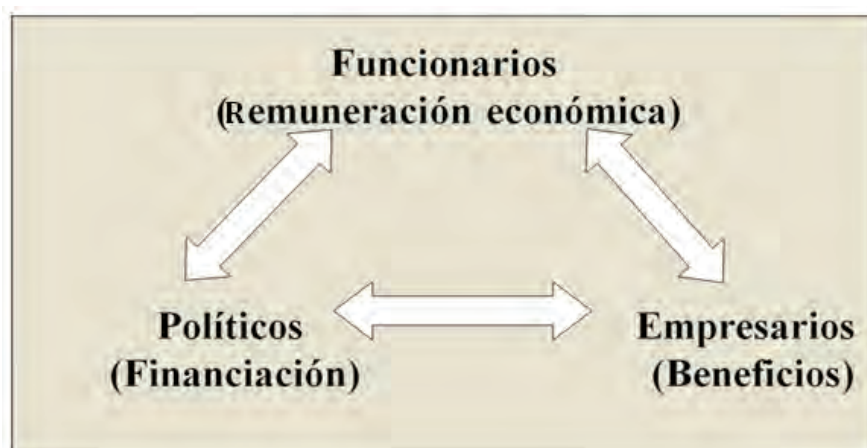 Funcionarios
(Remuneración económica)
Políticos
(Financiación)
Empresarios
(Beneficios)